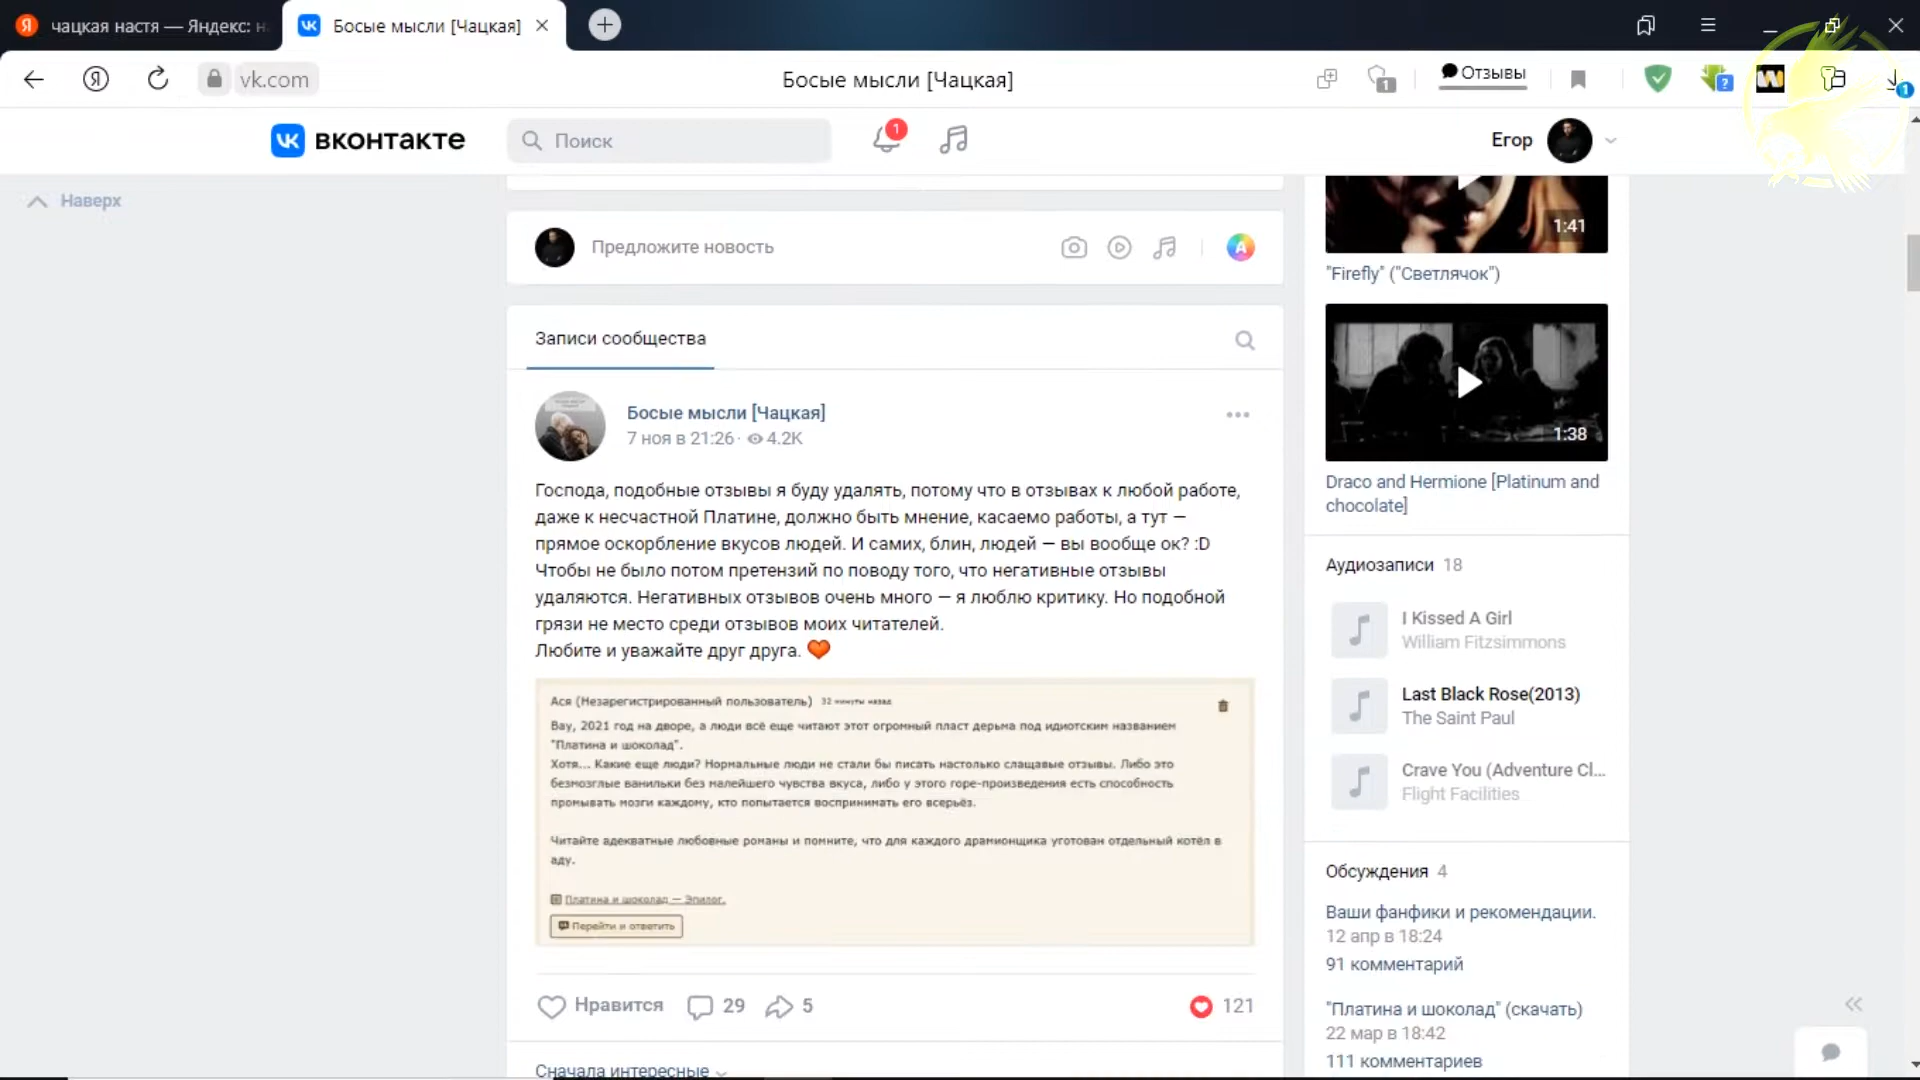 чацкая настя — Яндекс: н
Босые мысли [Чацкая]
vk.com
Босые мысли [Чацкая]
1
Отзывы
1
вконтакте
Поиск
1
Егор
Наверх
Предложите новость
Записи сообщества
Босые мысли [Чацкая]
7 ноя в 21:26 · 4.2K
Господа, подобные отзывы я буду удалять, потому что в отзывах к любой работе,
даже к несчастной Платине, должно быть мнение, касаемо работы, а тут —
прямое оскорбление вкусов людей. И самих, блин, людей — вы вообще ок? :D
Чтобы не было потом претензий по поводу того, что негативные отзывы
удаляются. Негативных отзывов очень много — я люблю критику. Но подобной
грязи не место среди отзывов моих читателей.
Любите и уважайте друг друга. ❤️
Ася (Незарегистрированный пользователь) 32 минуты назад
Вау, 2021 год на дворе, а люди всё еще читают этот огромный пласт дерьма под идиотским названием
"Платина и шоколад".
Хотя... Какие еще люди? Нормальные люди не стали бы писать настолько слащавые отзывы. Либо это
безмозглые ванильки без малейшего чувства вкуса, либо у этого горе-произведения есть способность
промывать мозги каждому, кто попытается воспринимать его всерьёз.
Читайте адекватные любовные романы и помните, что для каждого драмионщика уготован отдельный котёл в
аду.
Платина и шоколад — Эпилог.
Перейти и ответить
Нравится 29 5 121
Сначала интересные
1:41
"Firefly" ("Светлячок")
1:38
Draco and Hermione [Platinum and
chocolate]
Аудиозаписи 18
I Kissed A Girl
William Fitzsimmons
Last Black Rose(2013)
The Saint Paul
Crave You (Adventure Cl...
Flight Facilities
Обсуждения 4
Ваши фанфики и рекомендации.
12 апр в 18:24
91 комментарий
"Платина и шоколад" (скачать)
22 мар в 18:42
111 комментариев